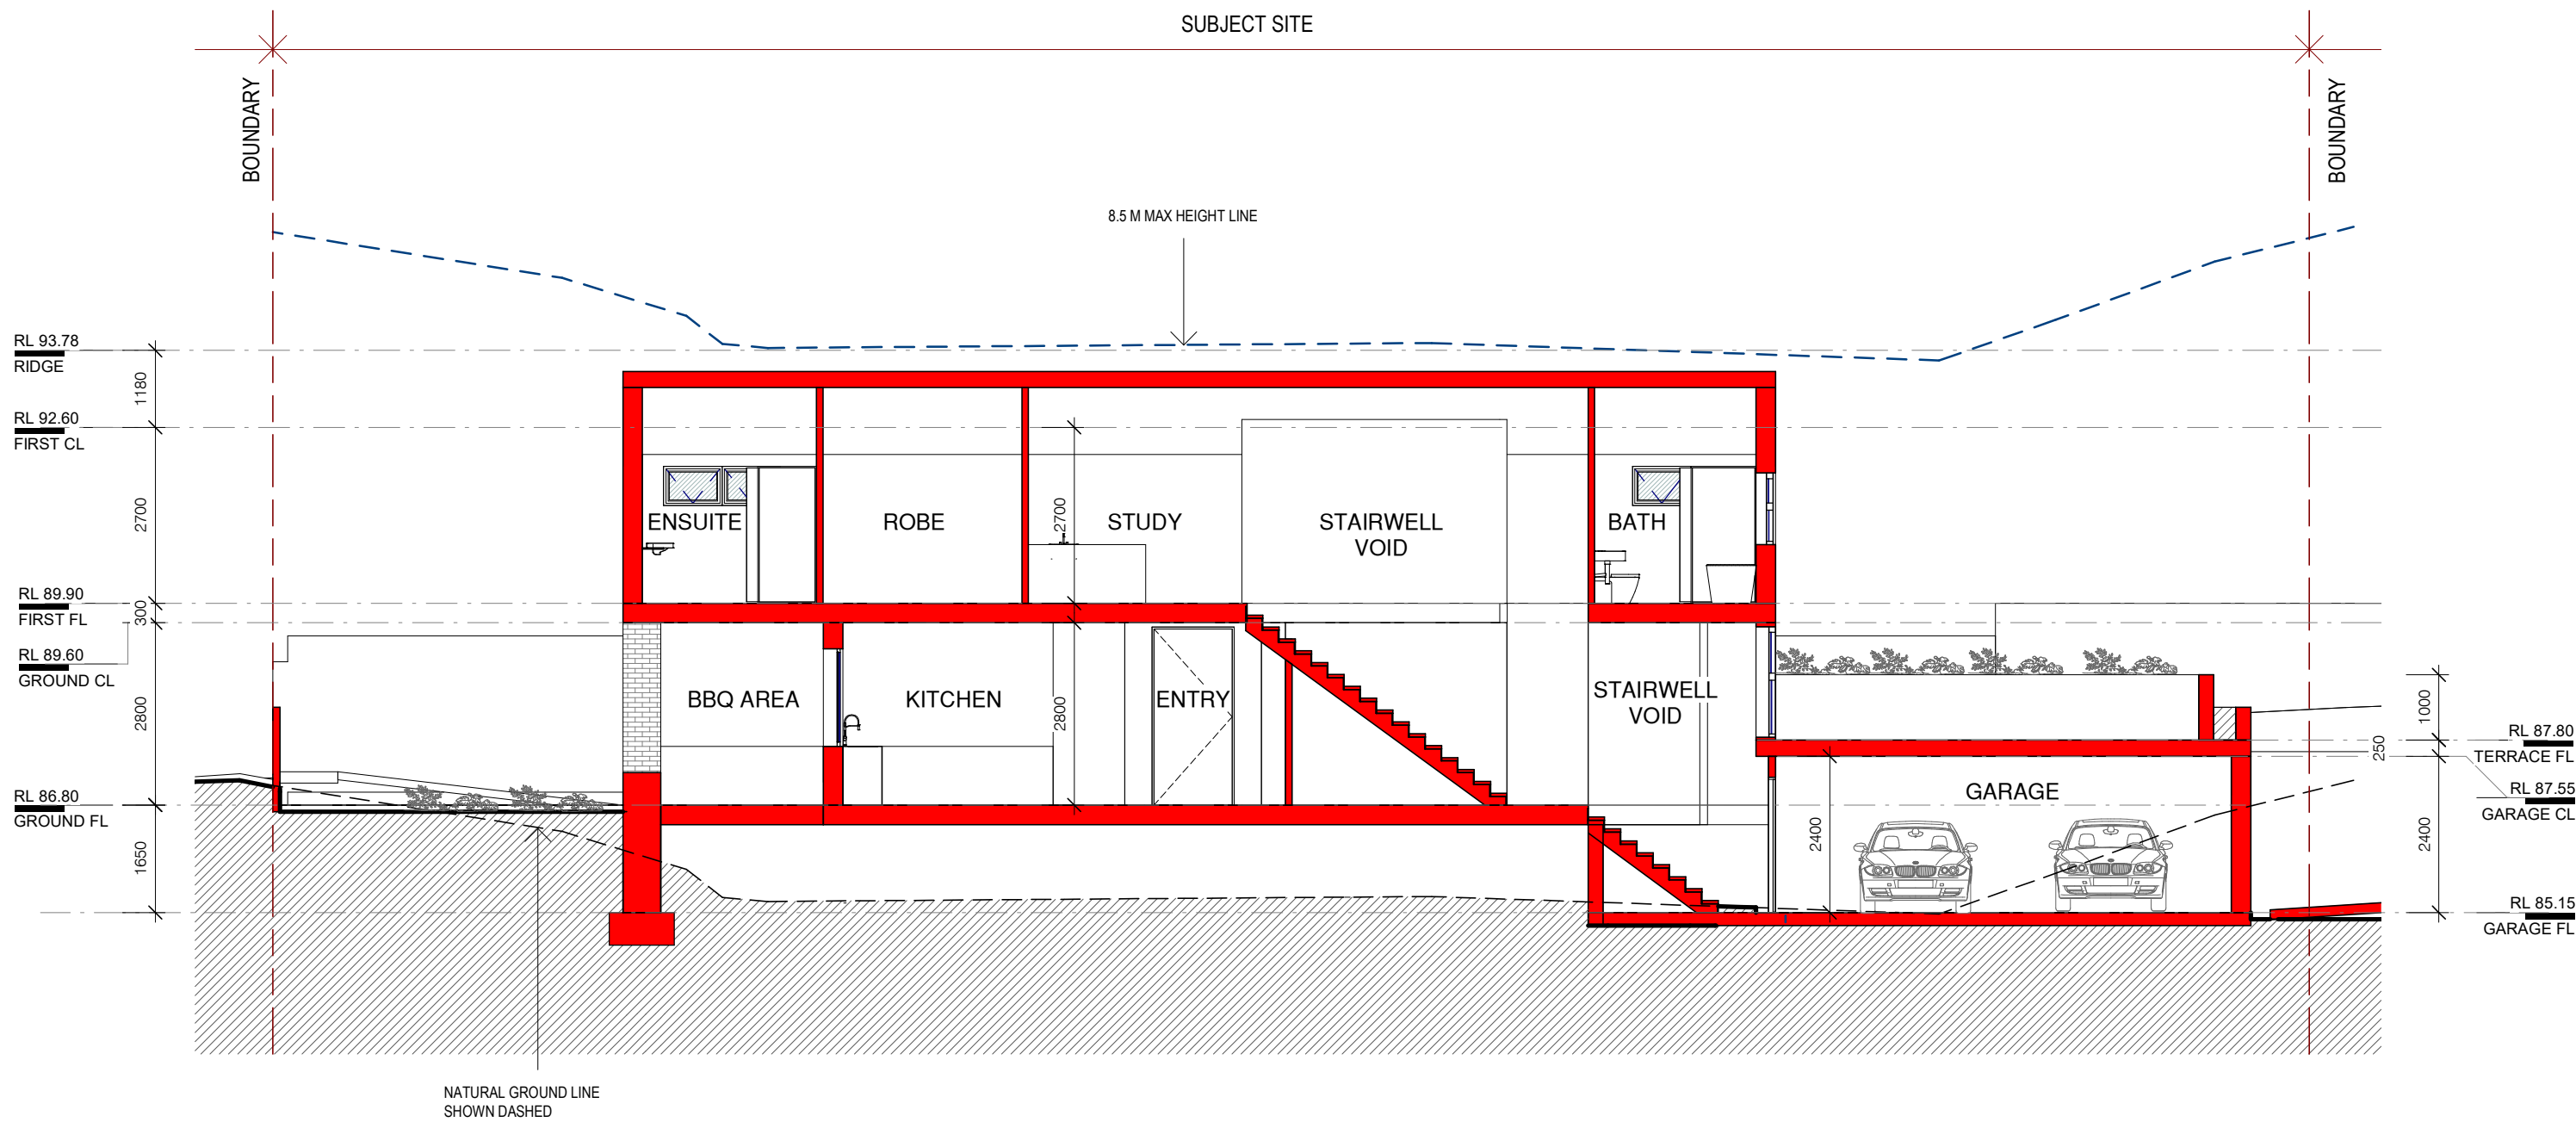 SUBJECT SITE
BOUNDARY
BOUNDARY
8.5 M MAX HEIGHT LINE
RL 93.78
RIDGE
1180
RL 92.60
FIRST CL
2700
2700
ENSUITE
ROBE
STUDY
STAIRWELL
VOID
BATH
RL 89.90
FIRST FL
300
RL 89.60
GROUND CL
2800
BBQ AREA
KITCHEN
2800
ENTRY
STAIRWELL
VOID
1000
RL 87.80
TERRACE FL
250
RL 86.80
GROUND FL
GARAGE
RL 87.55
GARAGE CL
1650
2400
2400
RL 85.15
GARAGE FL
NATURAL GROUND LINE
SHOWN DASHED